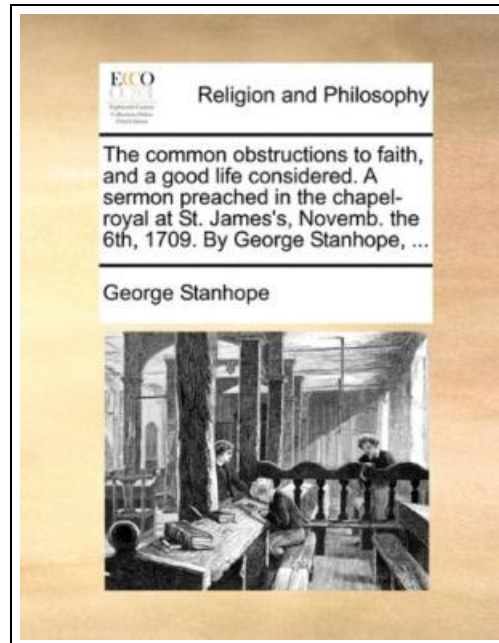 ECCO
Religion and Philosophy
The common obstructions to faith,
and a good life considered. A
sermon preached in the chapel-
royal at St. James's, Novemb. the
6th, 1709. By George Stanhope, ...
George Stanhope